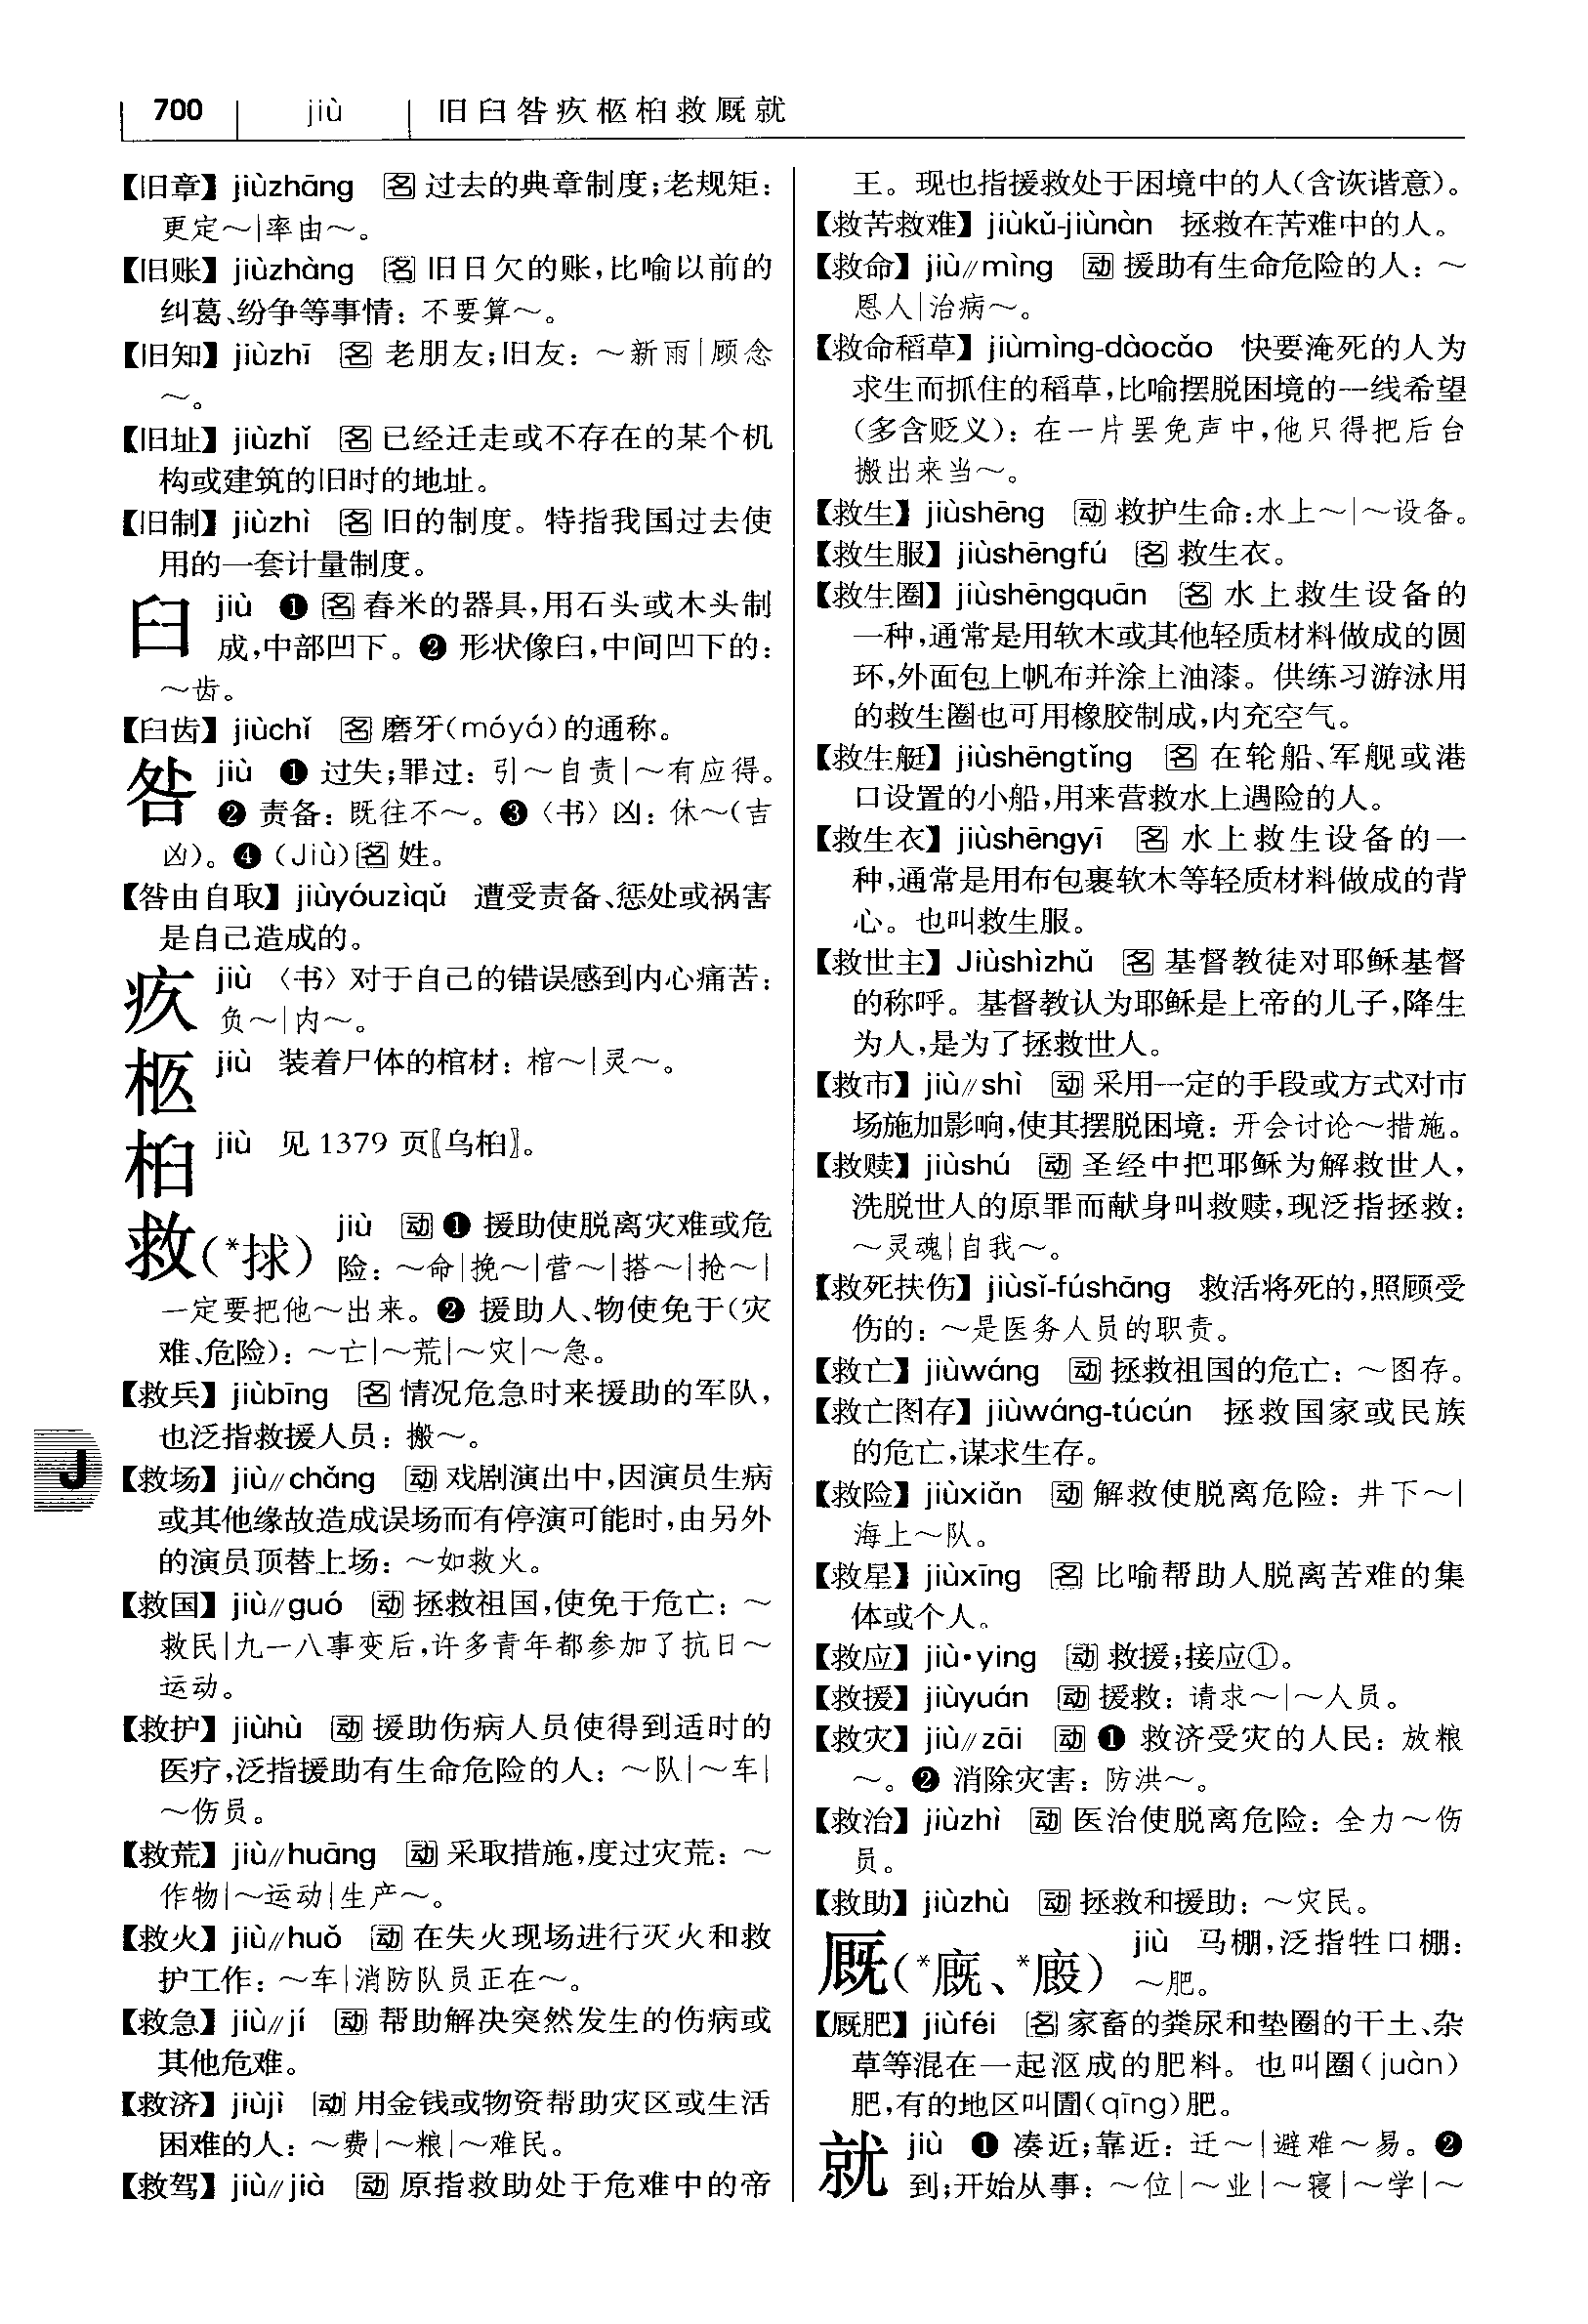 700 jiù 旧臼咎疚柩桕救厩就
【旧章】 jiùzhāng 名 过去的典章制度;老规矩:
更定～|率由～。
【旧账】 jiùzhàng 名 旧日欠的账,比喻以前的
纠葛、纷争等事情: 不要算～。
【旧知】 jiùzhī 名 老朋友;旧友: ～新雨|顾念
～。
【旧址】 jiùzhǐ 名 已经迁走或不存在的某个机
构或建筑的旧时的地址。
【旧制】 jiùzhì 名 旧的制度。特指我国过去使
用的一套计量制度。
臼 jiù ❶ 名 舂米的器具,用石头或木头制
成,中部凹下。❷ 形状像臼,中间凹下的:
～齿。
【臼齿】 jiùchǐ 名 磨牙(móyá)的通称。
咎 jiù ❶ 过失;罪过: 引～自责|～有应得。
❷ 责备: 既往不～。❸〈书〉凶: 休～(吉
凶)。❹ (Jiù) 名 姓。
【咎由自取】 jiùyóuzìqǔ 遭受责备、惩处或祸害
是自己造成的。
疚 jiù 〈书〉对于自己的错误感到内心痛苦:
负～|内～。
柩 jiù 装着尸体的棺材: 棺～|灵～。
桕 jiù 见 1379 页〖乌桕〗。
救(*捄) jiù 动 ❶ 援助使脱离灾难或危
险: ～命|挽～|营～|搭～|抢～|
一定要把他～出来。❷ 援助人、物使免于(灾
难、危险): ～亡|～荒|～灾|～急。
【救兵】 jiùbīng 名 情况危急时来援助的军队,
也泛指救援人员: 搬～。
【救场】 jiù//chǎng 动 戏剧演出中,因演员生病
或其他缘故造成误场而有停演可能时,由另外
的演员顶替上场: ～如救火。
【救国】 jiù//guó 动 拯救祖国,使免于危亡: ～
救民|九一八事变后,许多青年都参加了抗日～
运动。
【救护】 jiùhù 动 援助伤病人员使得到适时的
医疗,泛指援助有生命危险的人: ～队|～车|
～伤员。
【救荒】 jiù//huāng 动 采取措施,度过灾荒: ～
作物|～运动|生产～。
【救火】 jiù//huǒ 动 在失火现场进行灭火和救
护工作: ～车|消防队员正在～。
【救急】 jiù//jí 动 帮助解决突然发生的伤病或
其他危难。
【救济】 jiùjì 动 用金钱或物资帮助灾区或生活
困难的人: ～费|～粮|～难民。
【救驾】 jiù//jià 动 原指救助处于危难中的帝
王。现也指援救处于困境中的人(含诙谐意)。
【救苦救难】 jiùkǔ-jiùnàn 拯救在苦难中的人。
【救命】 jiù//mìng 动 援助有生命危险的人: ～
恩人|治病～。
【救命稻草】 jiùmìng-dàocǎo 快要淹死的人为
求生而抓住的稻草,比喻摆脱困境的一线希望
(多含贬义): 在一片罢免声中,他只得把后台
搬出来当～。
【救生】 jiùshēng 动 救护生命:水上～|～设备。
【救生服】 jiùshēngfú 名 救生衣。
【救生圈】 jiùshēngquān 名 水上救生设备的
一种,通常是用软木或其他轻质材料做成的圆
环,外面包上帆布并涂上油漆。供练习游泳用
的救生圈也可用橡胶制成,内充空气。
【救生艇】 jiùshēngtǐng 名 在轮船、军舰或港
口设置的小船,用来营救水上遇险的人。
【救生衣】 jiùshēngyī 名 水上救生设备的一
种,通常是用布包裹软木等轻质材料做成的背
心。也叫救生服。
【救世主】 Jiùshìzhǔ 名 基督教徒对耶稣基督
的称呼。基督教认为耶稣是上帝的儿子,降生
为人,是为了拯救世人。
【救市】 jiù//shì 动 采用一定的手段或方式对市
场施加影响,使其摆脱困境: 开会讨论～措施。
【救赎】 jiùshú 动 圣经中把耶稣为解救世人,
洗脱世人的原罪而献身叫救赎,现泛指拯救:
～灵魂|自我～。
【救死扶伤】 jiùsǐ-fúshāng 救活将死的,照顾受
伤的: ～是医务人员的职责。
【救亡】 jiùwáng 动 拯救祖国的危亡: ～图存。
【救亡图存】 jiùwáng-túcún 拯救国家或民族
的危亡,谋求生存。
【救险】 jiùxiǎn 动 解救使脱离危险: 井下～|
海上～队。
【救星】 jiùxīng 名 比喻帮助人脱离苦难的集
体或个人。
【救应】 jiù·ying 动 救援;接应①。
【救援】 jiùyuán 动 援救: 请求～|～人员。
【救灾】 jiù//zāi 动 ❶ 救济受灾的人民: 放粮
～。❷ 消除灾害: 防洪～。
【救治】 jiùzhì 动 医治使脱离危险: 全力～伤
员。
【救助】 jiùzhù 动 拯救和援助: ～灾民。
厩(*廐、*廄) jiù 马棚,泛指牲口棚:
～肥。
【厩肥】 jiùféi 名 家畜的粪尿和垫圈的干土、杂
草等混在一起沤成的肥料。也叫圈(juàn)
肥,有的地区叫圊(qīng)肥。
就 jiù ❶ 凑近;靠近: 迁～|避难～易。❷
到;开始从事: ～位|～业|～寝|～学|～
J